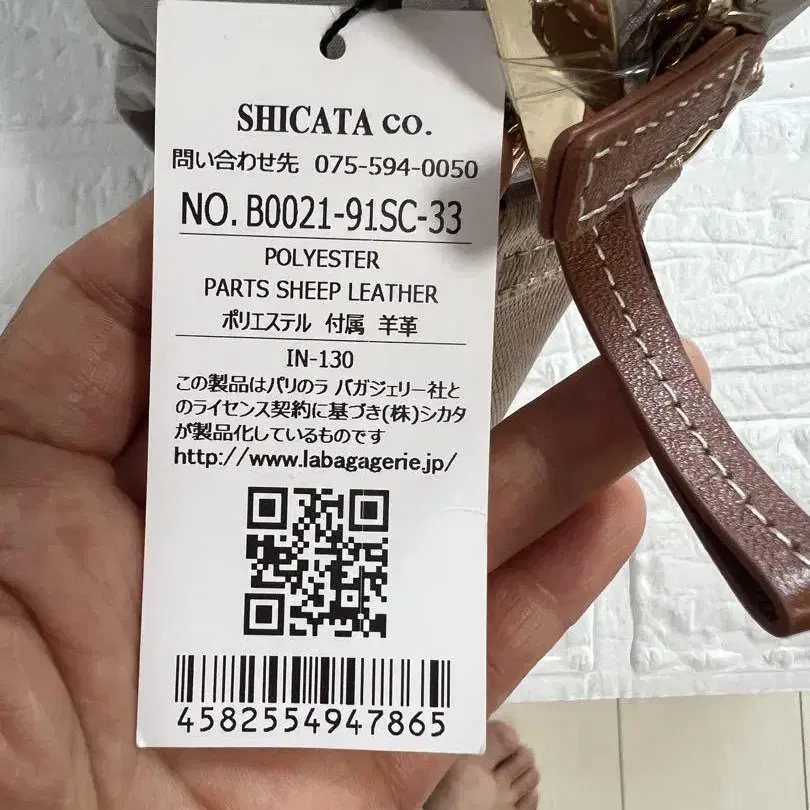 SHICATA CO.
問い合わせ先 075-594-0050
NO. B0021-91SC-33
POLYESTER
PARTS SHEEP LEATHER
ポリエステル 付属 羊革
IN-130
この製品はパリのラ バガジェリー社と
のライセンス契約に基づき(株)シカタ
が製品化しているものです
http://www.labagagerie.jp/
4582554947865